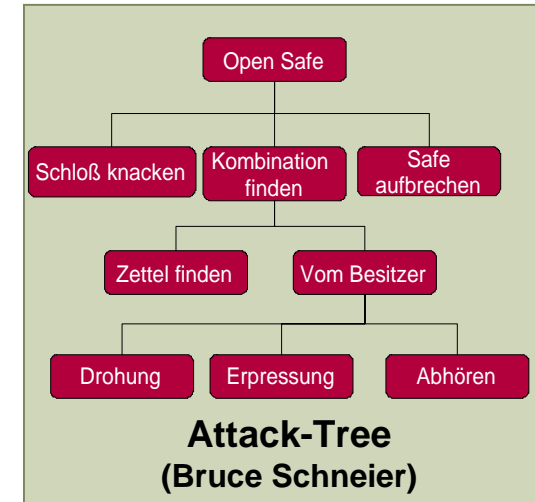 Open Safe
Schloß knacken
Kombination
finden
Safe
aufbrechen
Zettel finden
Vom Besitzer
Drohung
Erpressung
Abhören
Attack-Tree
(Bruce Schneier)